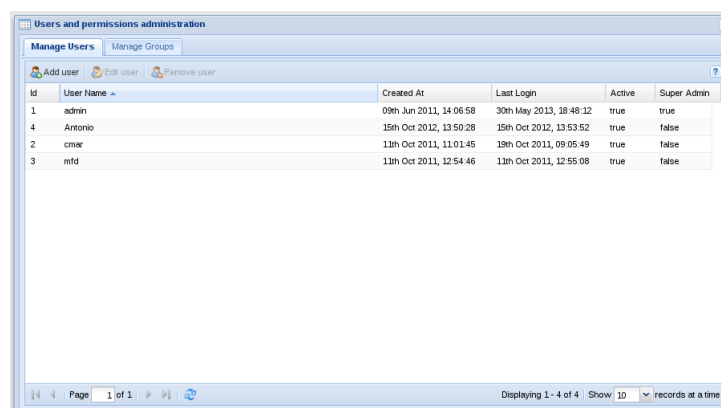 Users and permissions administration
Manage Users Manage Groups
Add user Edit user Remove user ?
Id User Name Created At Last Login Active Super Admin
1 admin 09th Jun 2011, 14:06:58 30th May 2013, 18:48:12 true true
4 Antonio 15th Oct 2012, 13:50:28 15th Oct 2012, 13:53:52 true false
2 cmar 11th Oct 2011, 11:01:45 19th Oct 2011, 09:05:49 true false
3 mfd 11th Oct 2011, 12:54:46 11th Oct 2011, 12:55:08 true false
Page 1 of 1 Displaying 1 - 4 of 4 Show 10 records at a time